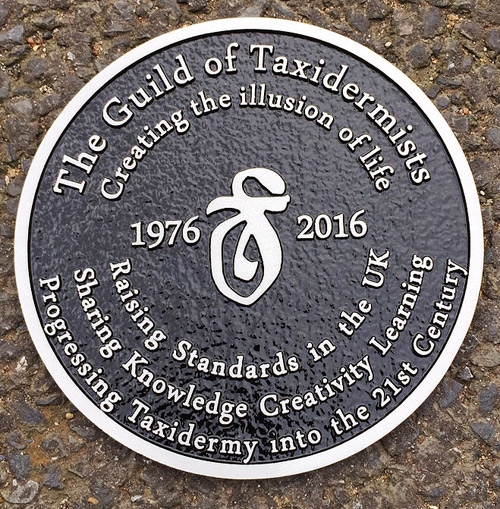 The Guild of Taxidermists
Creating the illusion of life
1976 2016
Raising Standards in the UK
Sharing Knowledge Creativity Learning
Progressing Taxidermy into the 21st Century